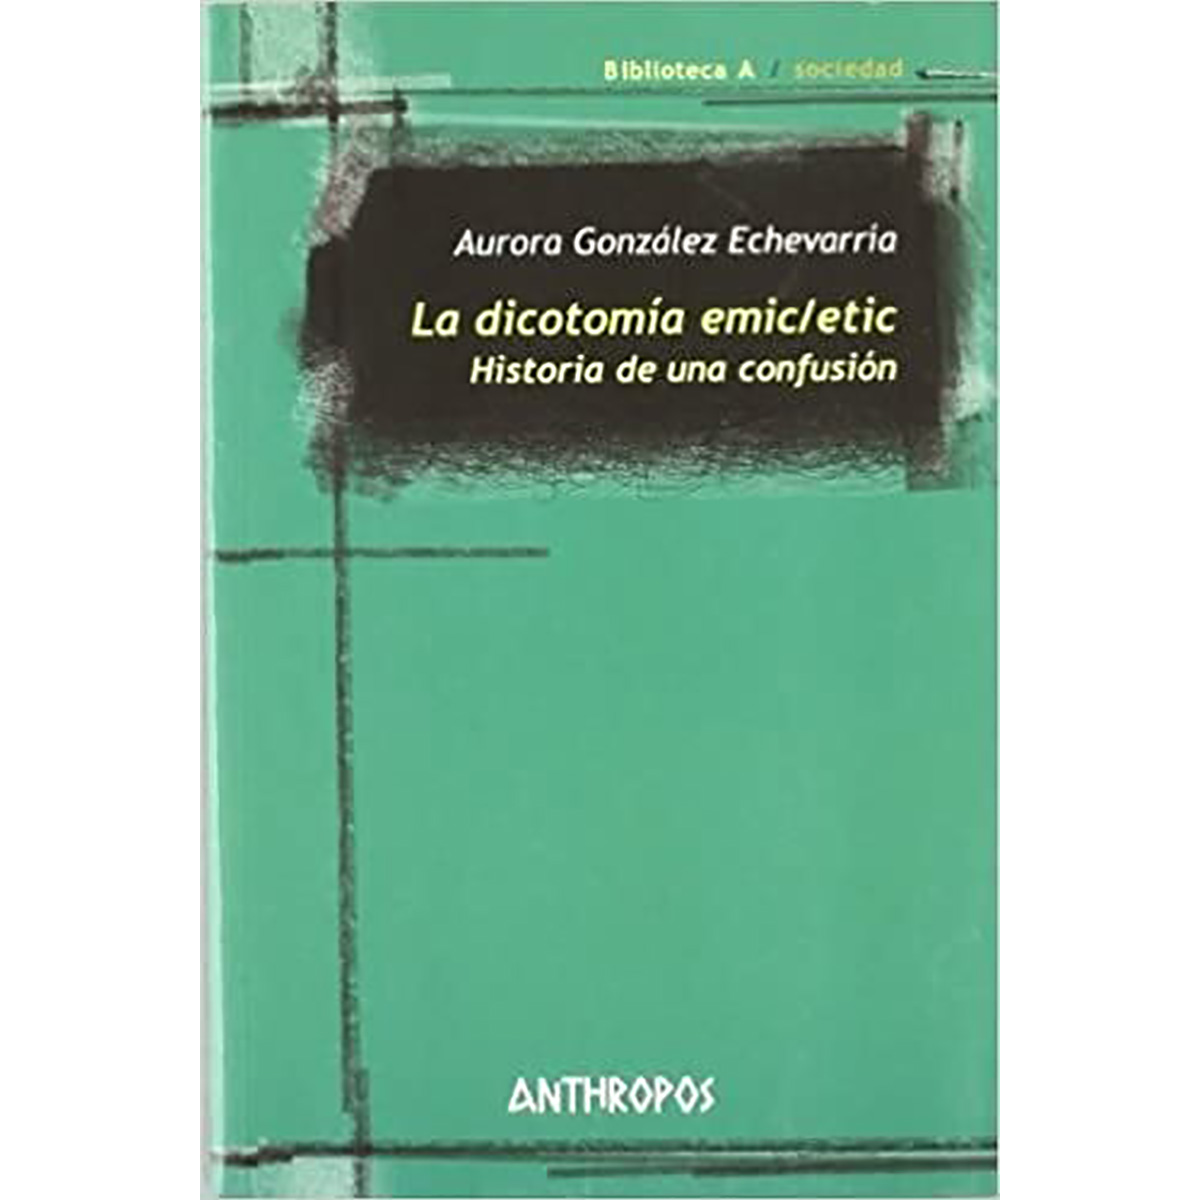 Biblioteca A / sociedad
Aurora González Echevarría
La dicotomía emic/etic
Historia de una confusión
ANTHROPOS